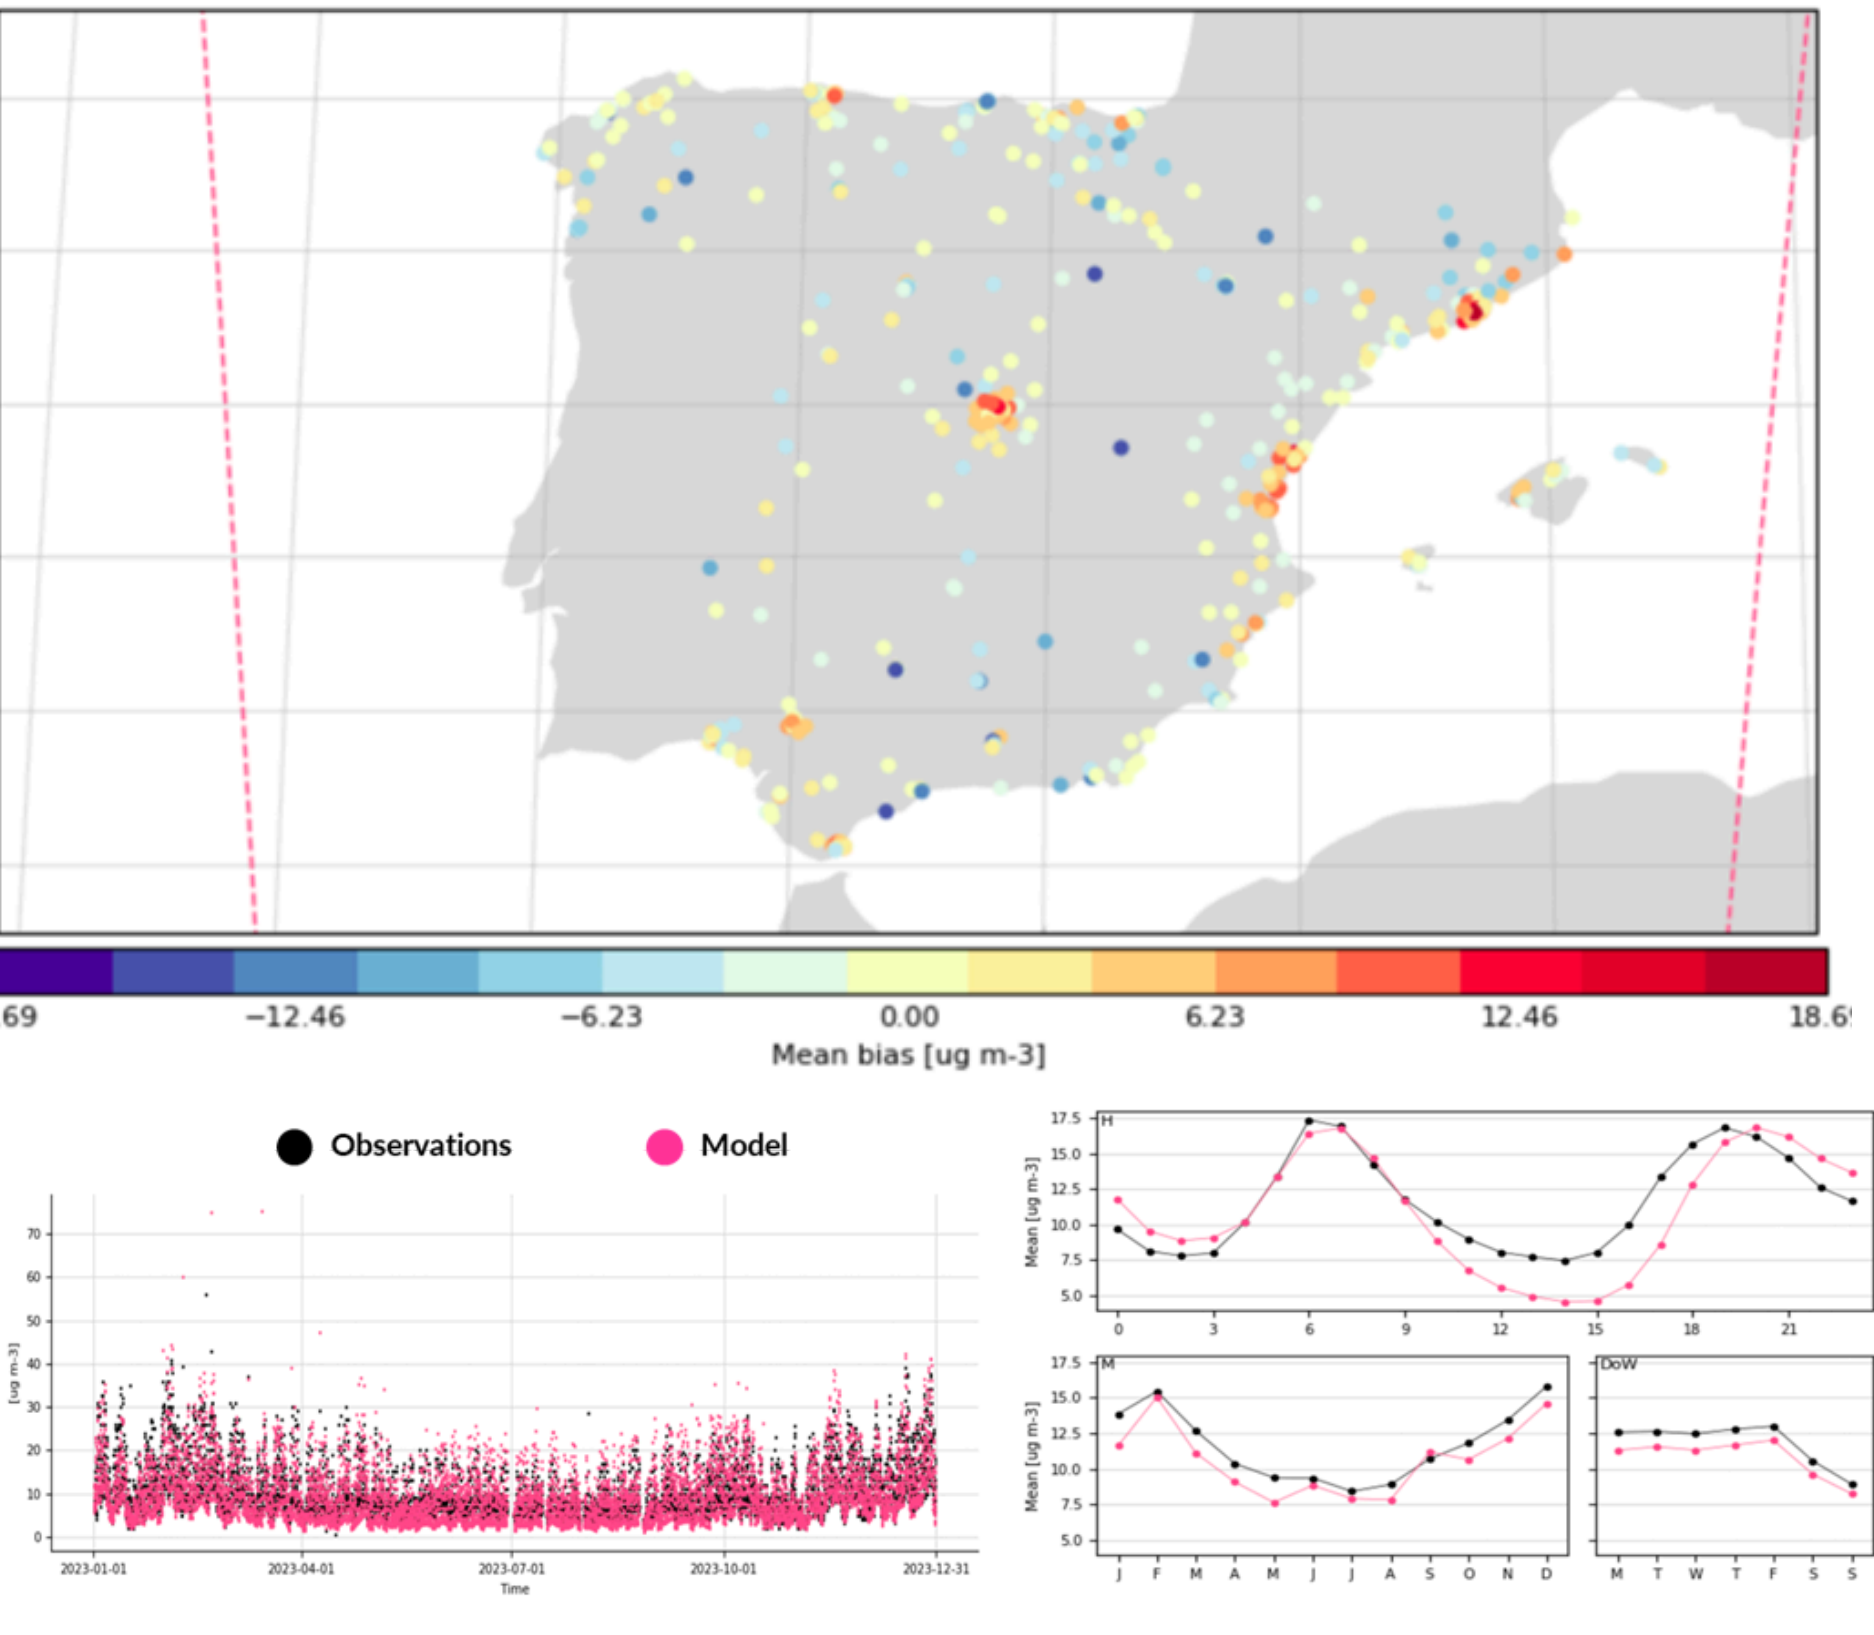 .69 −12.46 −6.23 0.00 6.23 12.46 18.6
Mean bias [ug m-3]
Observations Model
[ug m-3]
70
60
50
40
30
20
10
0
2023-01-01 2023-04-01 2023-07-01 2023-10-01 2023-12-31
Time
H
Mean [ug m-3]
17.5
15.0
12.5
10.0
7.5
5.0
0 3 6 9 12 15 18 21
M
Mean [ug m-3]
17.5
15.0
12.5
10.0
7.5
5.0
J F M A M J J A S O N D
DoW
M T W T F S S